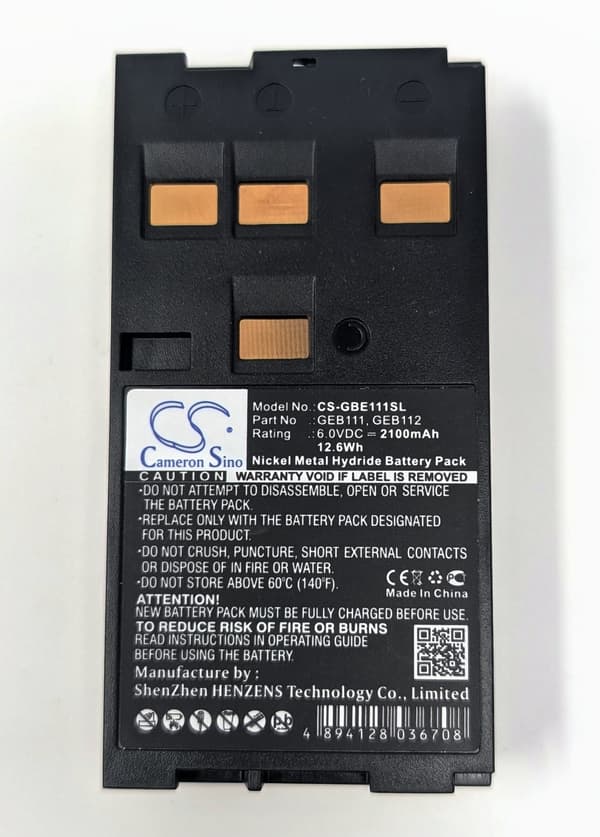 CS
Cameron Sino
Model No.: CS-GBE111SL
Part No : GEB111, GEB112
Rating : 6.0VDC ⎓ 2100mAh
12.6Wh
Nickel Metal Hydride Battery Pack
CAUTION WARRANTY VOID IF LABEL IS REMOVED
·DO NOT ATTEMPT TO DISASSEMBLE, OPEN OR SERVICE
THE BATTERY PACK.
·REPLACE ONLY WITH THE BATTERY PACK DESIGNATED
FOR THIS PRODUCT.
·DO NOT CRUSH, PUNCTURE, SHORT EXTERNAL CONTACTS
OR DISPOSE OF IN FIRE OR WATER.
·DO NOT STORE ABOVE 60℃ (140℉).
CE
Made In China
ATTENTION!
NEW BATTERY PACK MUST BE FULLY CHARGED BEFORE USE.
TO REDUCE RISK OF FIRE OR BURNS
READ INSTRUCTIONS IN OPERATING GUIDE
BEFORE USING THE BATTERY.
Manufacture by :
ShenZhen HENZENS Technology Co., Limited
4 894128 036708